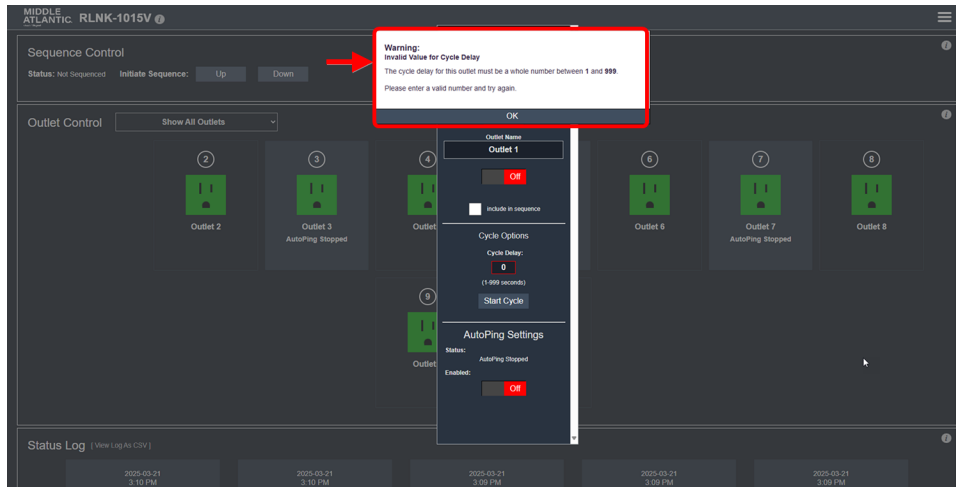 MIDDLE
ATLANTIC. RLNK-1015V
Sequence Control
Status: Not Sequenced Initiate Sequence: Up Down
Warning:
Invalid Value for Cycle Delay
The cycle delay for this outlet must be a whole number between 1 and 999.
Please enter a valid number and try again.
OK
Outlet Control Show All Outlets
2 3 4 6 7 8
Outlet 2 Outlet 3 Outlet Outlet 6 Outlet 7 Outlet 8
AutoPing Stopped AutoPing Stopped
9
Outlet
Outlet Name
Outlet 1
Off
include in sequence
Cycle Options
Cycle Delay:
0
(1-999 seconds)
Start Cycle
AutoPing Settings
Status:
AutoPing Stopped
Enabled:
Off
Status Log [ View Log As CSV ]
2025-03-21 2025-03-21 2025-03-21 2025-03-21 2025-03-21
3:10 PM 3:10 PM 3:09 PM 3:09 PM 3:09 PM